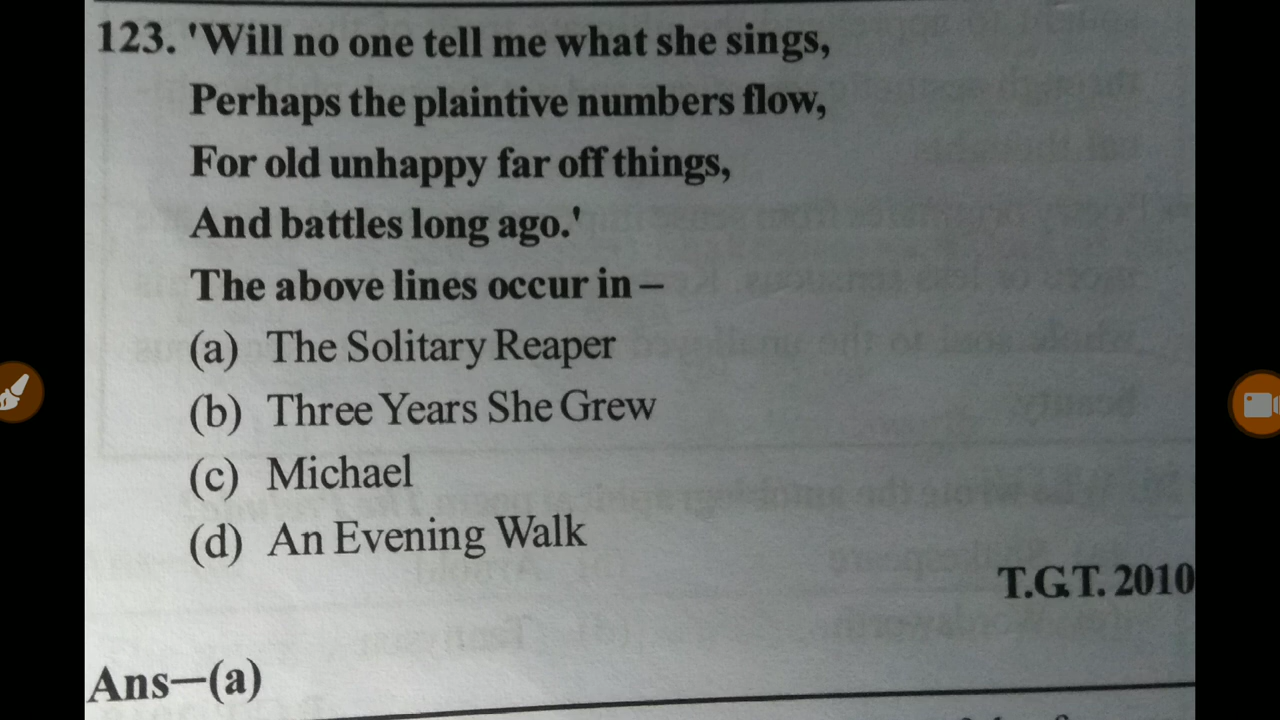 123. 'Will no one tell me what she sings,
Perhaps the plaintive numbers flow,
For old unhappy far off things,
And battles long ago.'
The above lines occur in–
(a) The Solitary Reaper
(b) Three Years She Grew
(c) Michael
(d) An Evening Walk
T.G.T. 2010
Ans–(a)